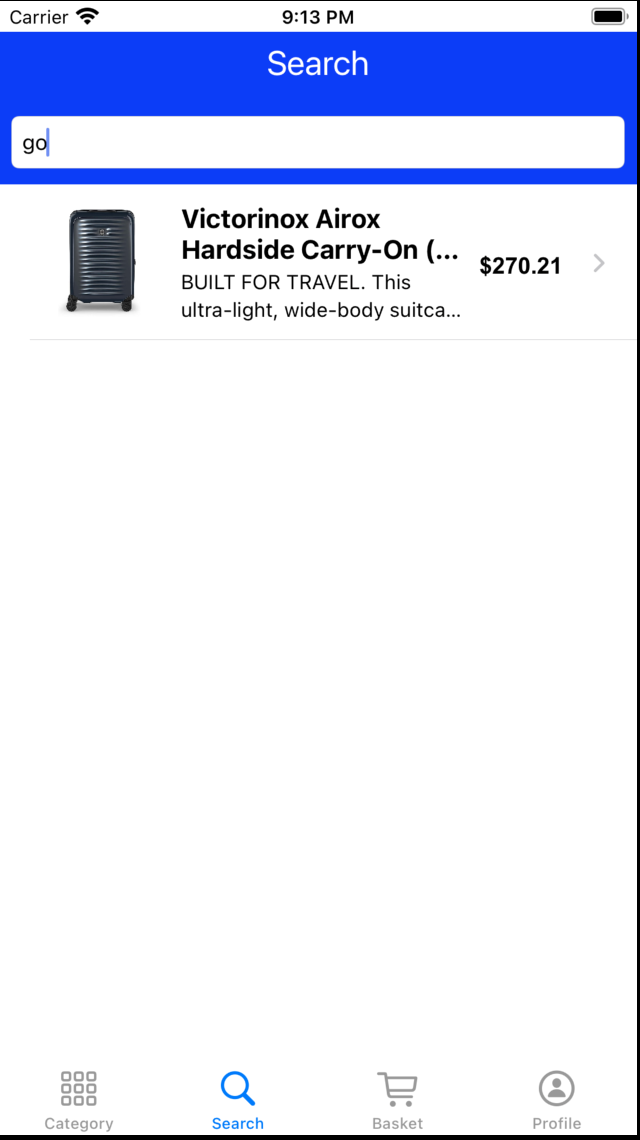 Carrier 9:13 PM
Search
go
Victorinox Airox
Hardside Carry-On (...
$270.21
BUILT FOR TRAVEL. This
ultra-light, wide-body suitca...
Category Search Basket Profile